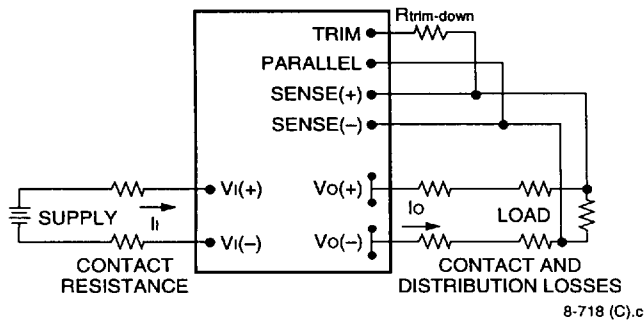 TRIM
Rtrim-down
PARALLEL
SENSE(+)
SENSE(–)
VI(+)
VO(+)
SUPPLY
II
IO
LOAD
VI(–)
VO(–)
CONTACT
RESISTANCE
CONTACT AND
DISTRIBUTION LOSSES
8-718 (C).c